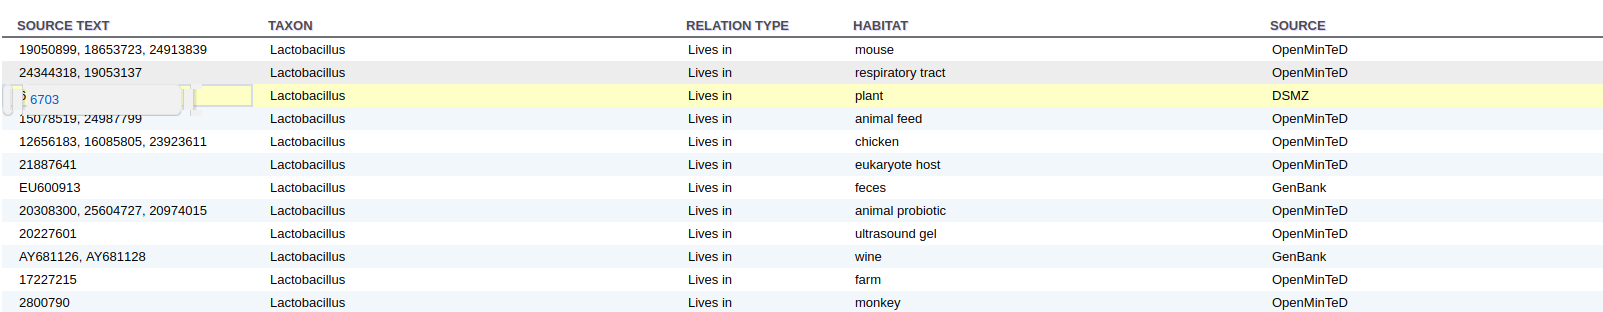 SOURCE TEXT TAXON RELATION TYPE HABITAT SOURCE
19050899, 18653723, 24913839 Lactobacillus Lives in mouse OpenMinTeD
24344318, 19053137 Lactobacillus Lives in respiratory tract OpenMinTeD
6703 Lactobacillus Lives in plant DSMZ
15078519, 24987799 Lactobacillus Lives in animal feed OpenMinTeD
12656183, 16085805, 23923611 Lactobacillus Lives in chicken OpenMinTeD
21887641 Lactobacillus Lives in eukaryote host OpenMinTeD
EU600913 Lactobacillus Lives in feces GenBank
20308300, 25604727, 20974015 Lactobacillus Lives in animal probiotic OpenMinTeD
20227601 Lactobacillus Lives in ultrasound gel OpenMinTeD
AY681126, AY681128 Lactobacillus Lives in wine GenBank
17227215 Lactobacillus Lives in farm OpenMinTeD
2800790 Lactobacillus Lives in monkey OpenMinTeD